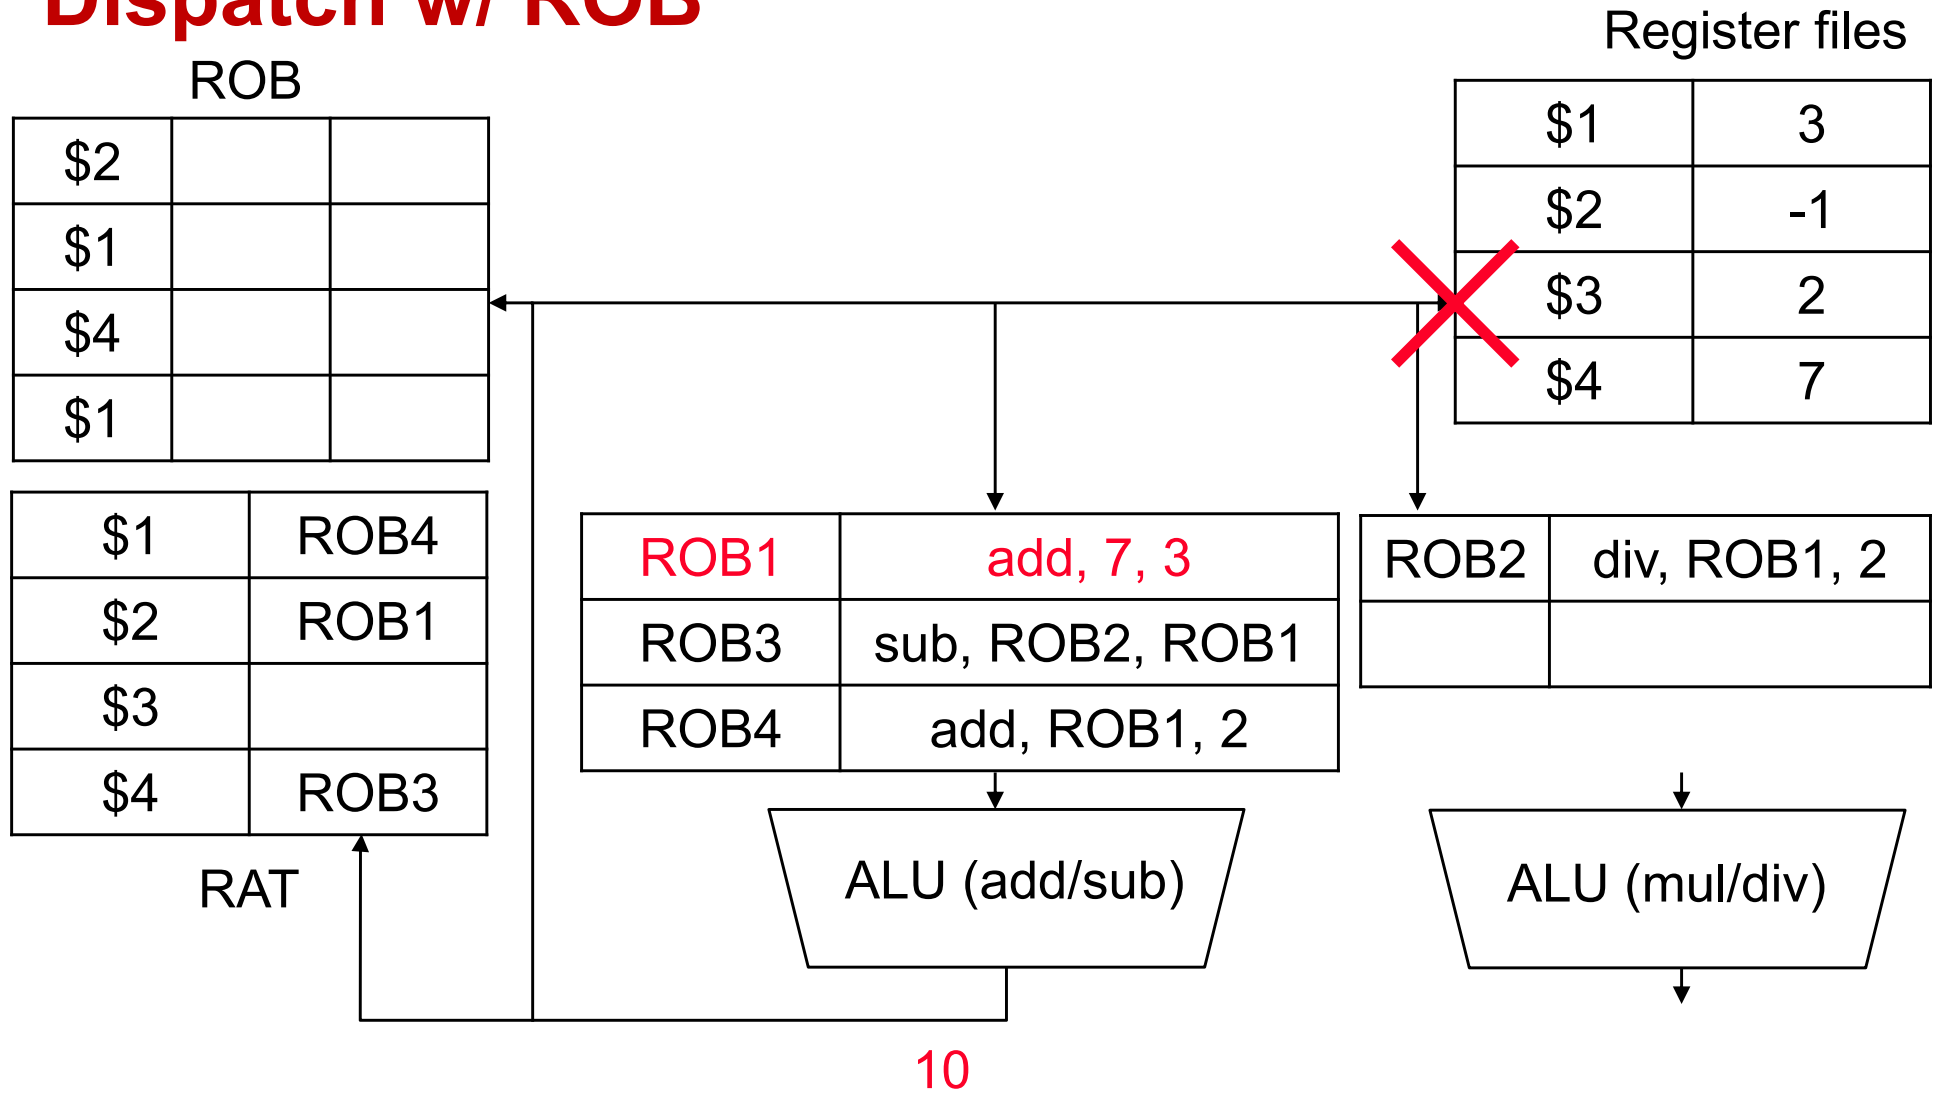 Dispatch w/ ROB
Register files
ROB
$1 3
$2 -1
$3 2
$4 7
$2
$1
$4
$1
$1 ROB4
$2 ROB1
$3
$4 ROB3
RAT
ROB1 add, 7, 3
ROB3 sub, ROB2, ROB1
ROB4 add, ROB1, 2
ROB2 div, ROB1, 2
ALU (add/sub)
ALU (mul/div)
10